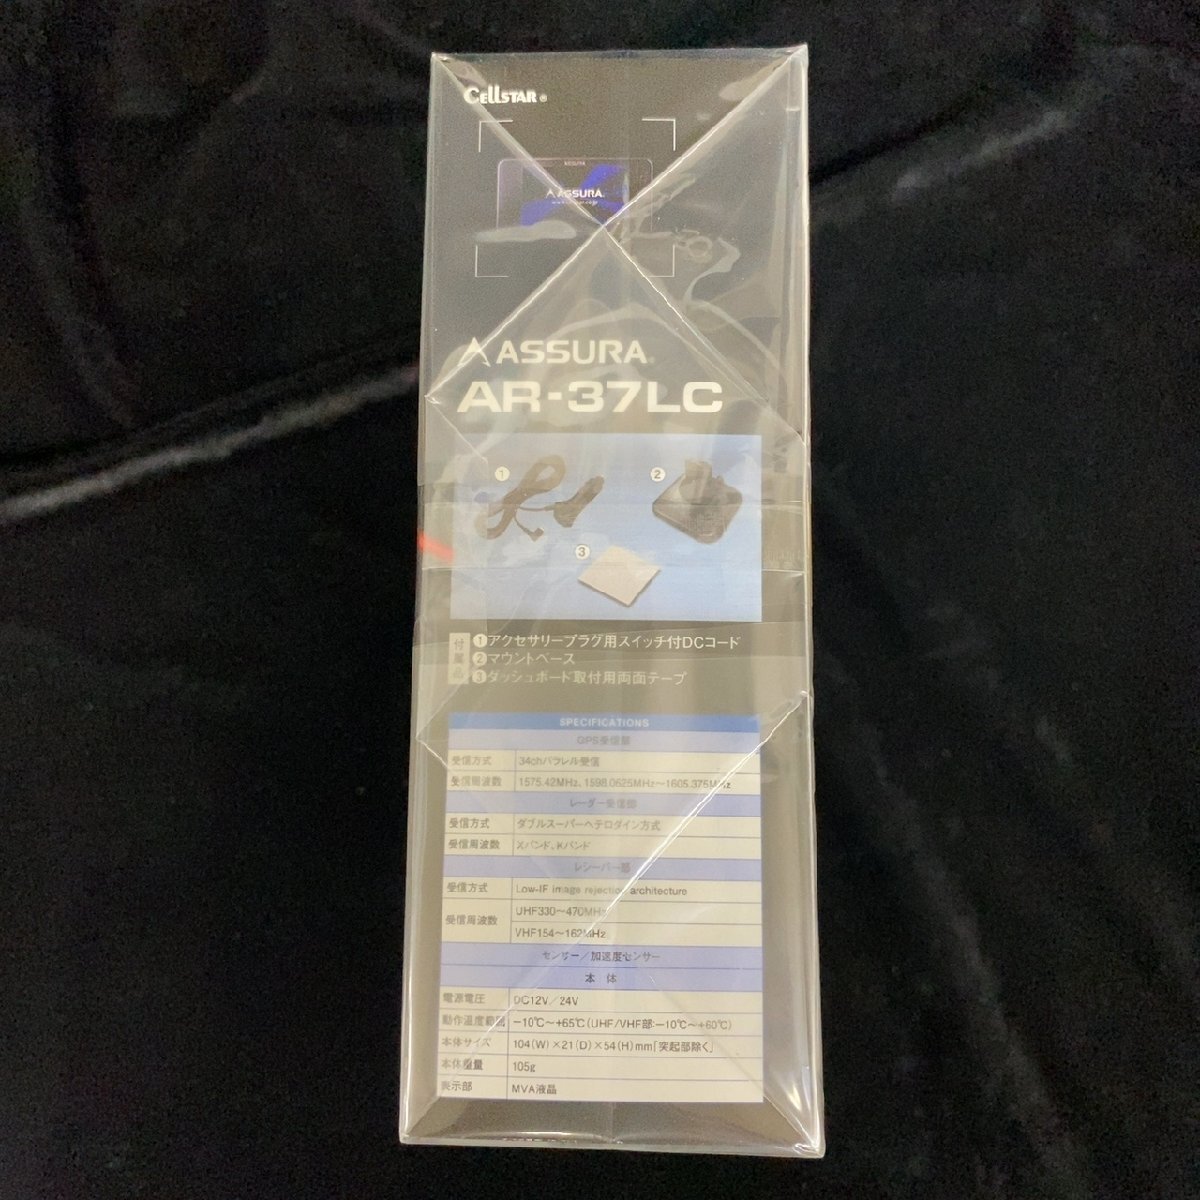 CELLSTAR®
ASSURA
ASSURA
AR-37LC
1
2
3
付属品
❶アクセサリープラグ用スイッチ付DCコード
❷マウントベース
❸ダッシュボード取付用両面テープ
SPECIFICATIONS
GPS受信部
受信方式 34chパラレル受信
受信周波数 1575.42MHz、1598.0625MHz〜1605.375MHz
レーダー受信部
受信方式 ダブルスーパーヘテロダイン方式
受信周波数 Xバンド、Kバンド
レシーバー部
受信方式 Low-IF image rejection architecture
受信周波数 UHF330〜470MHz
VHF154〜162MHz
センサー/加速度センサー
本体
電源電圧 DC12V/24V
動作温度範囲 -10℃〜+65℃(UHF/VHF部:-10℃〜+60℃)
本体サイズ 104(W)×21(D)×54(H)mm「突起部除く」
本体重量 105g
表示部 MVA液晶